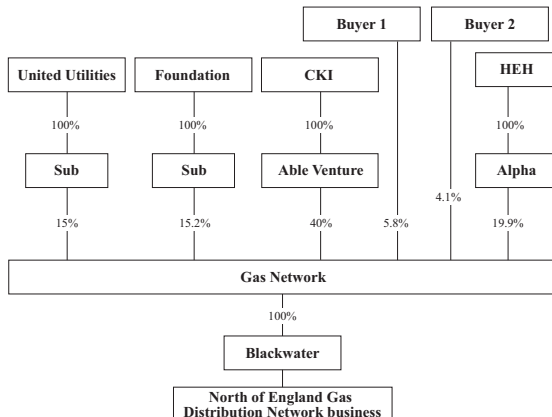 Buyer 1 Buyer 2
United Utilities Foundation CKI HEH
100% 100% 100% 100%
Sub Sub Able Venture Alpha
4.1%
15% 15.2% 40% 5.8% 19.9%
Gas Network
100%
Blackwater
North of England Gas
Distribution Network business